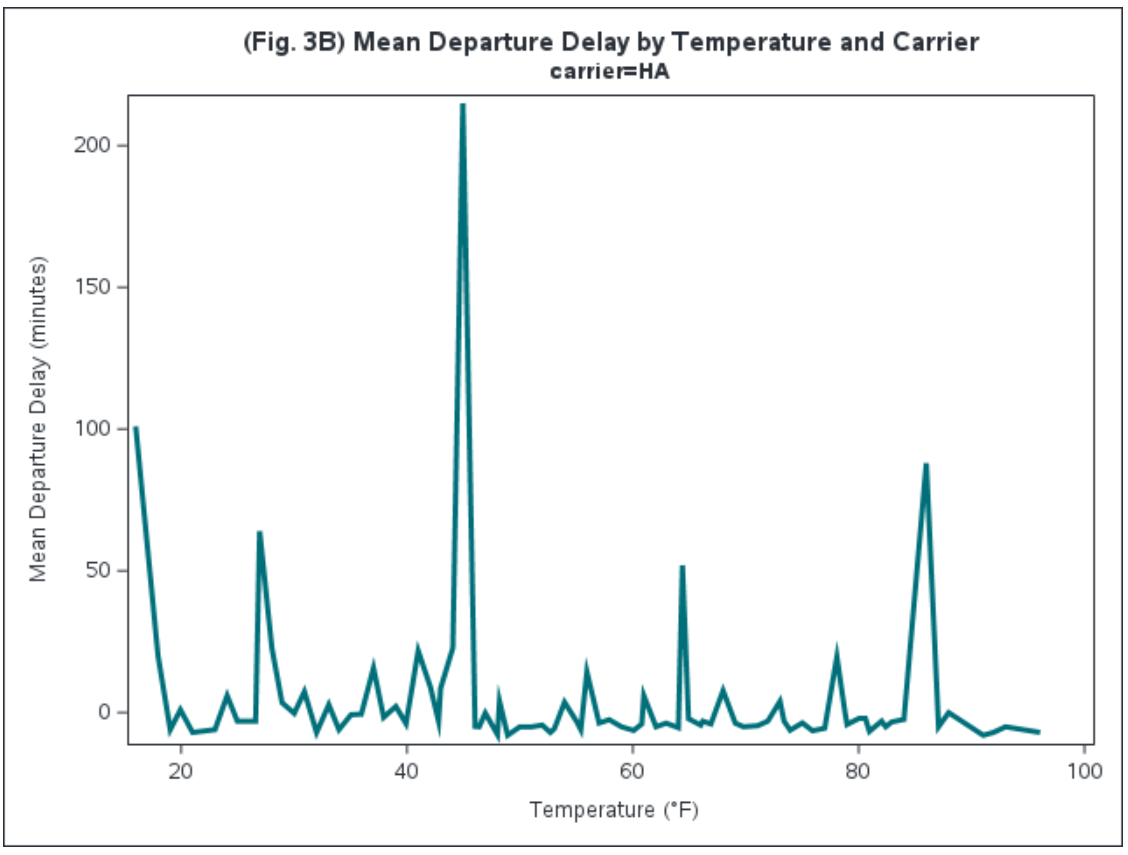 (Fig. 3B) Mean Departure Delay by Temperature and Carrier
carrier=HA
Mean Departure Delay (minutes)
200
150
100
50
0
20 40 60 80 100
Temperature (°F)